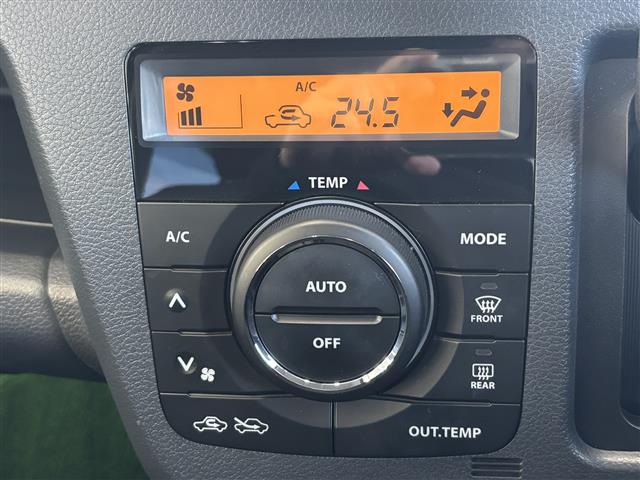 A/C
24.5
TEMP
A/C
MODE
AUTO
OFF
FRONT
REAR
OUT.TEMP